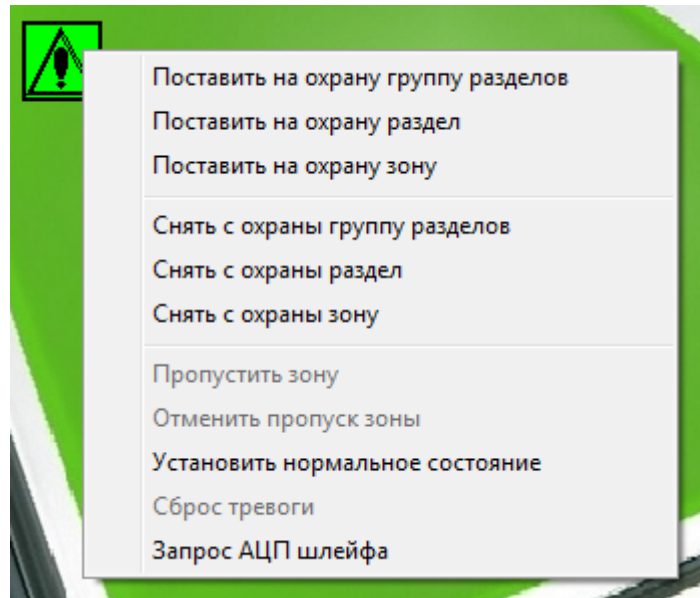 Поставить на охрану группу разделов
Поставить на охрану раздел
Поставить на охрану зону
Снять с охраны группу разделов
Снять с охраны раздел
Снять с охраны зону
Пропустить зону
Отменить пропуск зоны
Установить нормальное состояние
Сброс тревоги
Запрос АЦП шлейфа